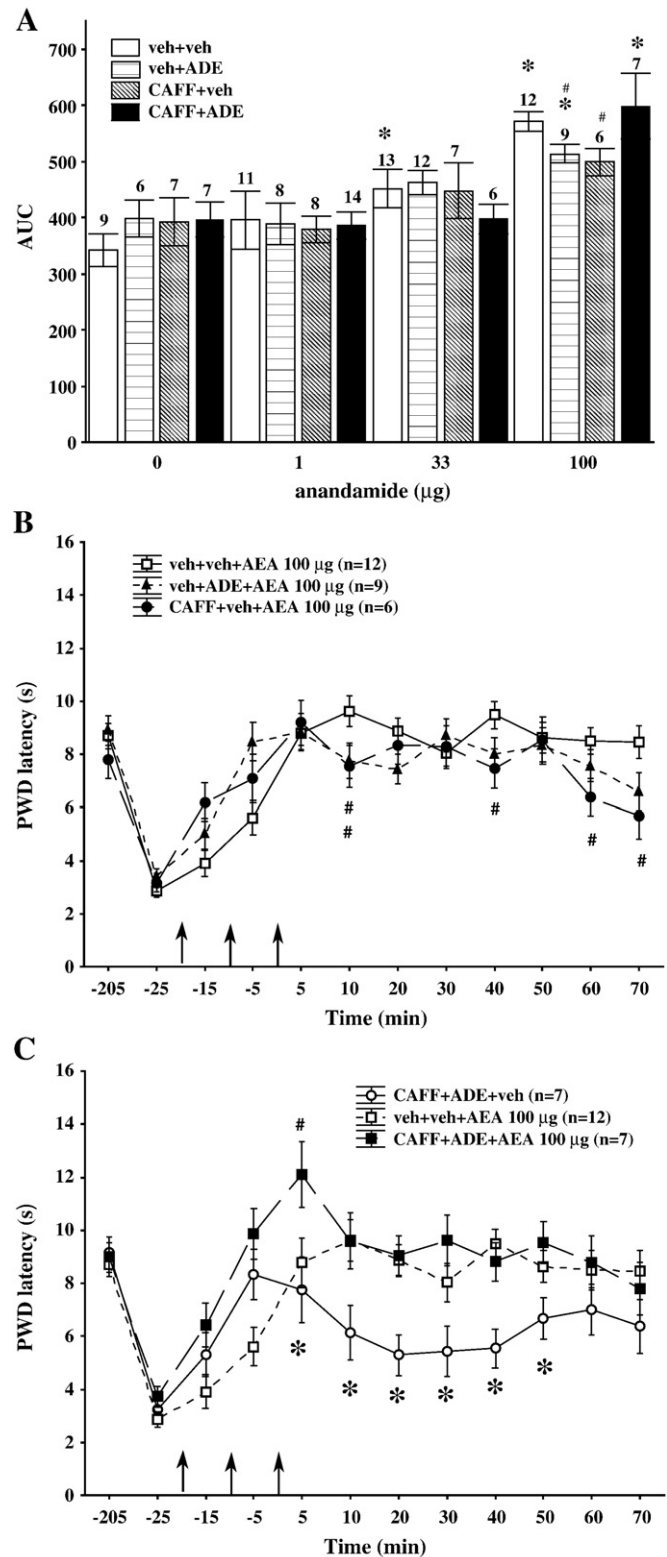 A
veh+veh
veh+ADE
CAFF+veh
CAFF+ADE
700
600
500
400
300
200
100
0
AUC
9 6 7 7 11 8 8 14 * 13 12 7 6 * 12 # * 9 # 6 * 7
0 1 33 100
anandamide (µg)
B
16
14
12
10
8
6
4
2
0
PWD latency (s)
veh+veh+AEA 100 µg (n=12)
veh+ADE+AEA 100 µg (n=9)
CAFF+veh+AEA 100 µg (n=6)
# # # # #
-205 -25 -15 -5 5 10 20 30 40 50 60 70
Time (min)
C
16
14
12
10
8
6
4
2
0
PWD latency (s)
CAFF+ADE+veh (n=7)
veh+veh+AEA 100 µg (n=12)
CAFF+ADE+AEA 100 µg (n=7)
#
* * * * * *
-205 -25 -15 -5 5 10 20 30 40 50 60 70
Time (min)